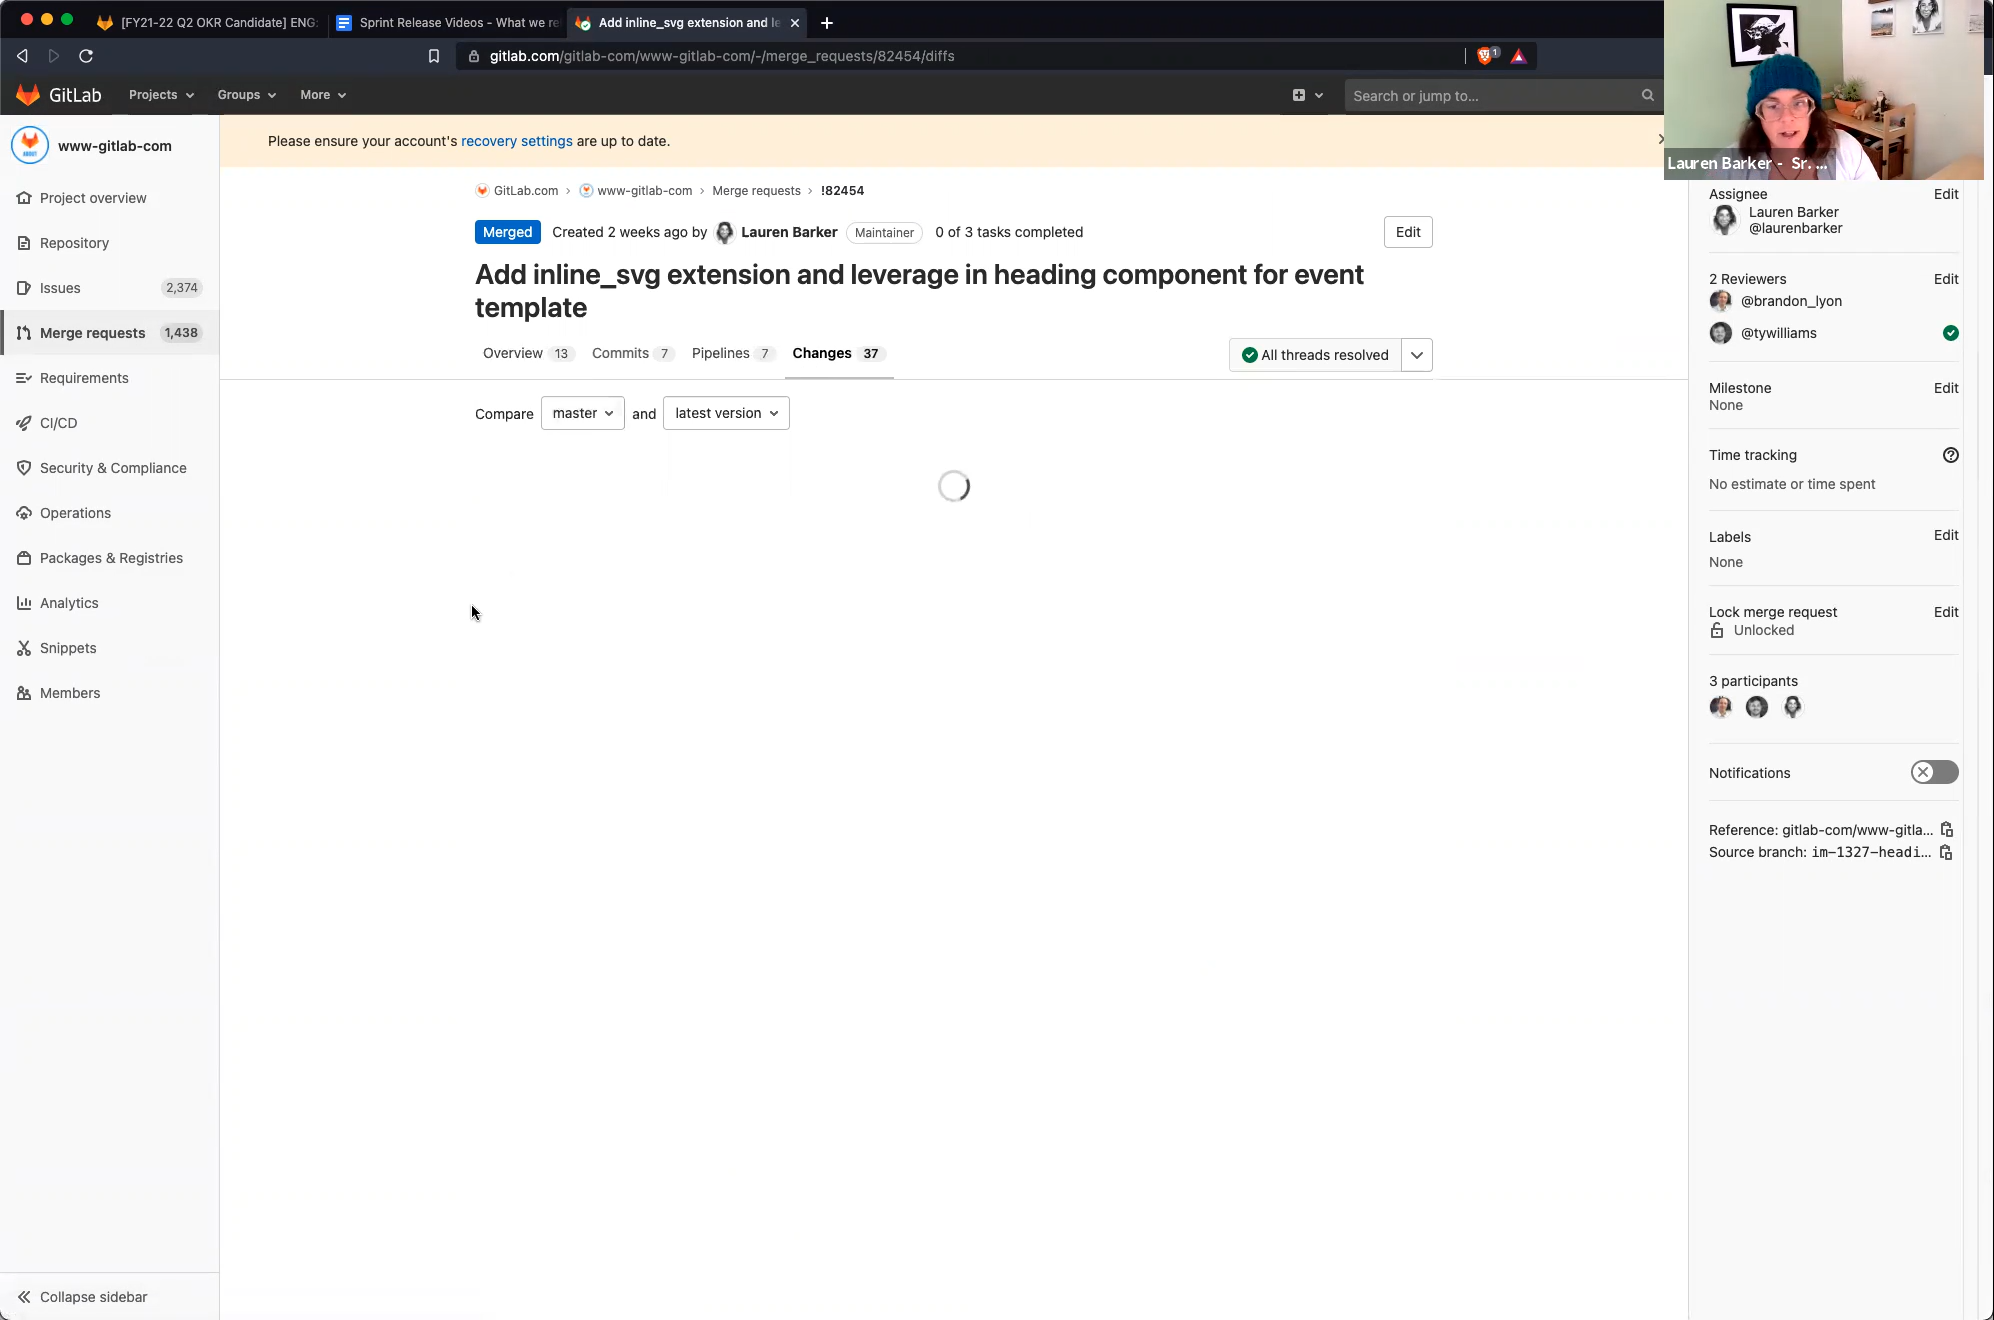 [FY21-22 Q2 OKR Candidate] ENG:
Sprint Release Videos - What we re
Add inline_svg extension and le
gitlab.com/gitlab-com/www-gitlab-com/-/merge_requests/82454/diffs
1
GitLab
Projects
Groups
More
Search or jump to...
Lauren Barker - Sr. ...
ABOUT
www-gitlab-com
Project overview
Repository
Issues 2,374
Merge requests 1,438
Requirements
CI/CD
Security & Compliance
Operations
Packages & Registries
Analytics
Snippets
Members
Collapse sidebar
Please ensure your account's recovery settings are up to date.
GitLab.com › www-gitlab-com › Merge requests › !82454
Merged Created 2 weeks ago by Lauren Barker Maintainer 0 of 3 tasks completed
Edit
Add inline_svg extension and leverage in heading component for event
template
Overview 13 Commits 7 Pipelines 7 Changes 37
All threads resolved
Compare master and latest version
Assignee Edit
Lauren Barker
@laurenbarker
2 Reviewers Edit
@brandon_lyon
@tywilliams
Milestone Edit
None
Time tracking
No estimate or time spent
Labels Edit
None
Lock merge request Edit
Unlocked
3 participants
Notifications
Reference: gitlab-com/www-gitla...
Source branch: im-1327-headi...